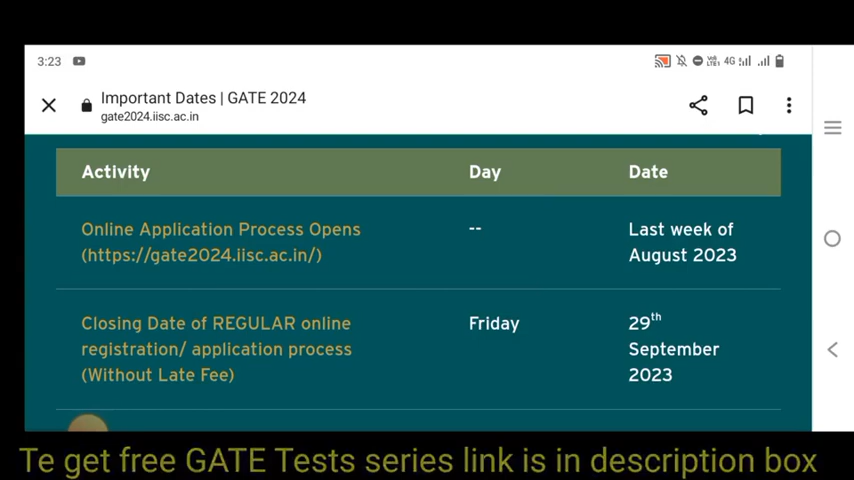 3:23
4G
Important Dates | GATE 2024
gate2024.iisc.ac.in
Activity Day Date
Online Application Process Opens -- Last week of
(https://gate2024.iisc.ac.in/) August 2023
Closing Date of REGULAR online Friday 29th
registration/ application process September
(Without Late Fee) 2023
Te get free GATE Tests series link is in description box